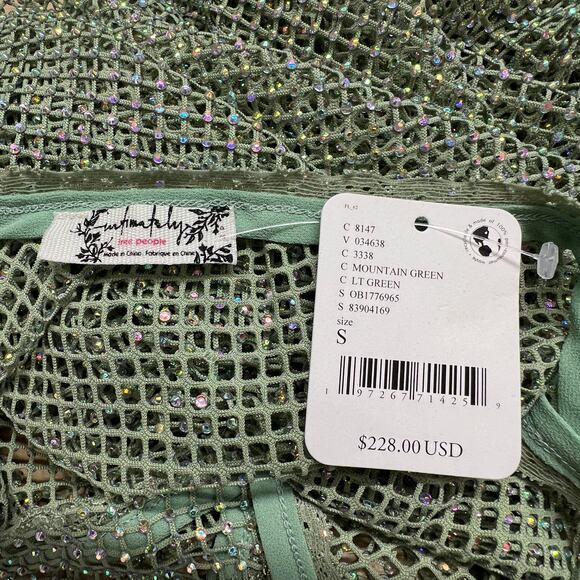 intimately
free people
Made in China. Fabriqué en Chine
C 8147
V 034638
C 3338
C MOUNTAIN GREEN
C LT GREEN
S OB1776965
S 83904169
size
S
1 97267 71425 9
$228.00 USD